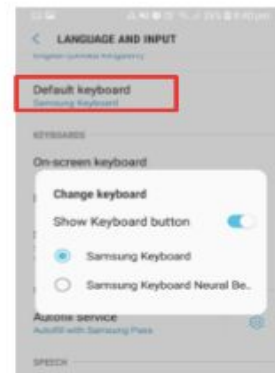 LANGUAGE AND INPUT
Default keyboard
Samsung Keyboard
KEYBOARDS
On-screen keyboard
Change keyboard
Show Keyboard button
Samsung Keyboard
Samsung Keyboard Neural Be..
Autofill service
Autofill with Samsung Pass
SPEECH